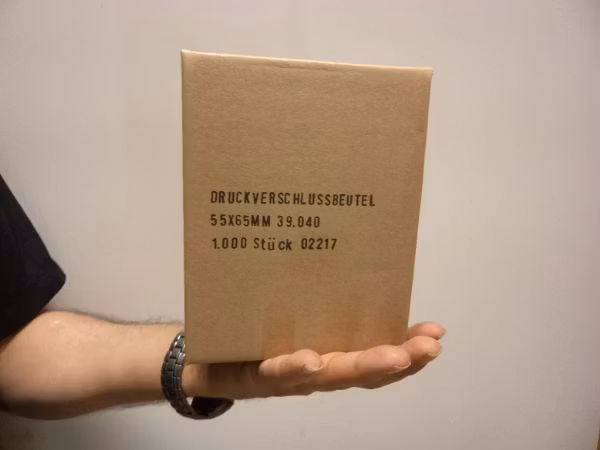 DRUCKVERSCHLUSSBEUTEL
55X65MM 39.040
1.000 Stück 02217